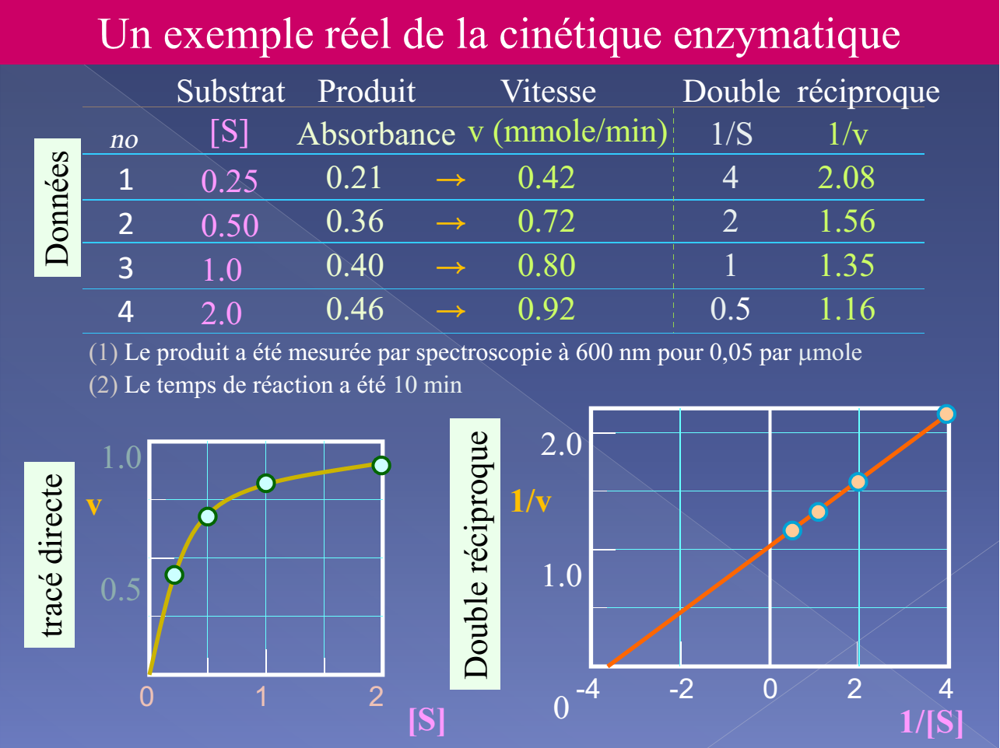 Un exemple réel de la cinétique enzymatique
Substrat Produit Vitesse Double réciproque
no [S] Absorbance v (mmole/min) 1/S 1/v
Données
1 0.25 0.21 → 0.42 4 2.08
2 0.50 0.36 → 0.72 2 1.56
3 1.0 0.40 → 0.80 1 1.35
4 2.0 0.46 → 0.92 0.5 1.16
(1) Le produit a été mesurée par spectroscopie à 600 nm pour 0,05 par µmole
(2) Le temps de réaction a été 10 min
tracé directe
1.0
v
0.5
0 1 2
[S]
Double réciproque
2.0
1/v
1.0
0
-4 -2 0 2 4
1/[S]